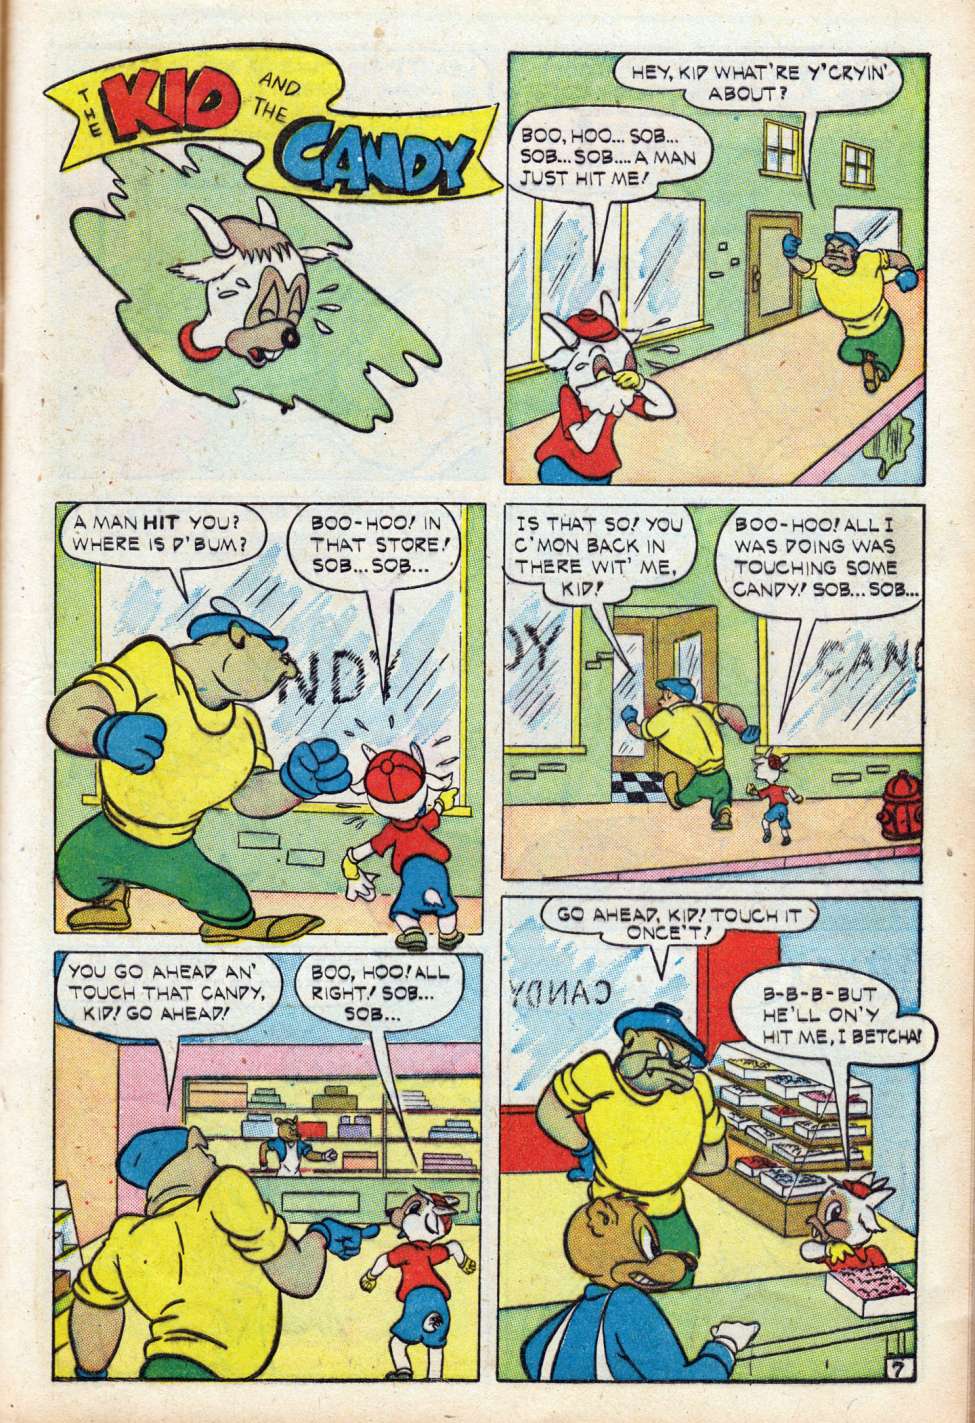 THE KID AND THE CANDY
HEY, KID WHAT'RE Y'CRYIN'
ABOUT?
BOO, HOO... SOB...
SOB... SOB.... A MAN
JUST HIT ME!
A MAN HIT YOU?
WHERE IS D'BUM?
BOO-HOO! IN
THAT STORE!
SOB... SOB...
NDY
IS THAT SO! YOU
C'MON BACK IN
THERE WIT' ME,
KID!
BOO-HOO! ALL I
WAS DOING WAS
TOUCHING SOME
CANDY! SOB... SOB...
DY
CAND
YOU GO AHEAD AN'
TOUCH THAT CANDY,
KID! GO AHEAD!
BOO, HOO! ALL
RIGHT! SOB...
SOB...
GO AHEAD, KID! TOUCH IT
ONCE'T!
CANDY
B-B-B-BUT
HE'LL ON'Y
HIT ME, I BETCHA!
7